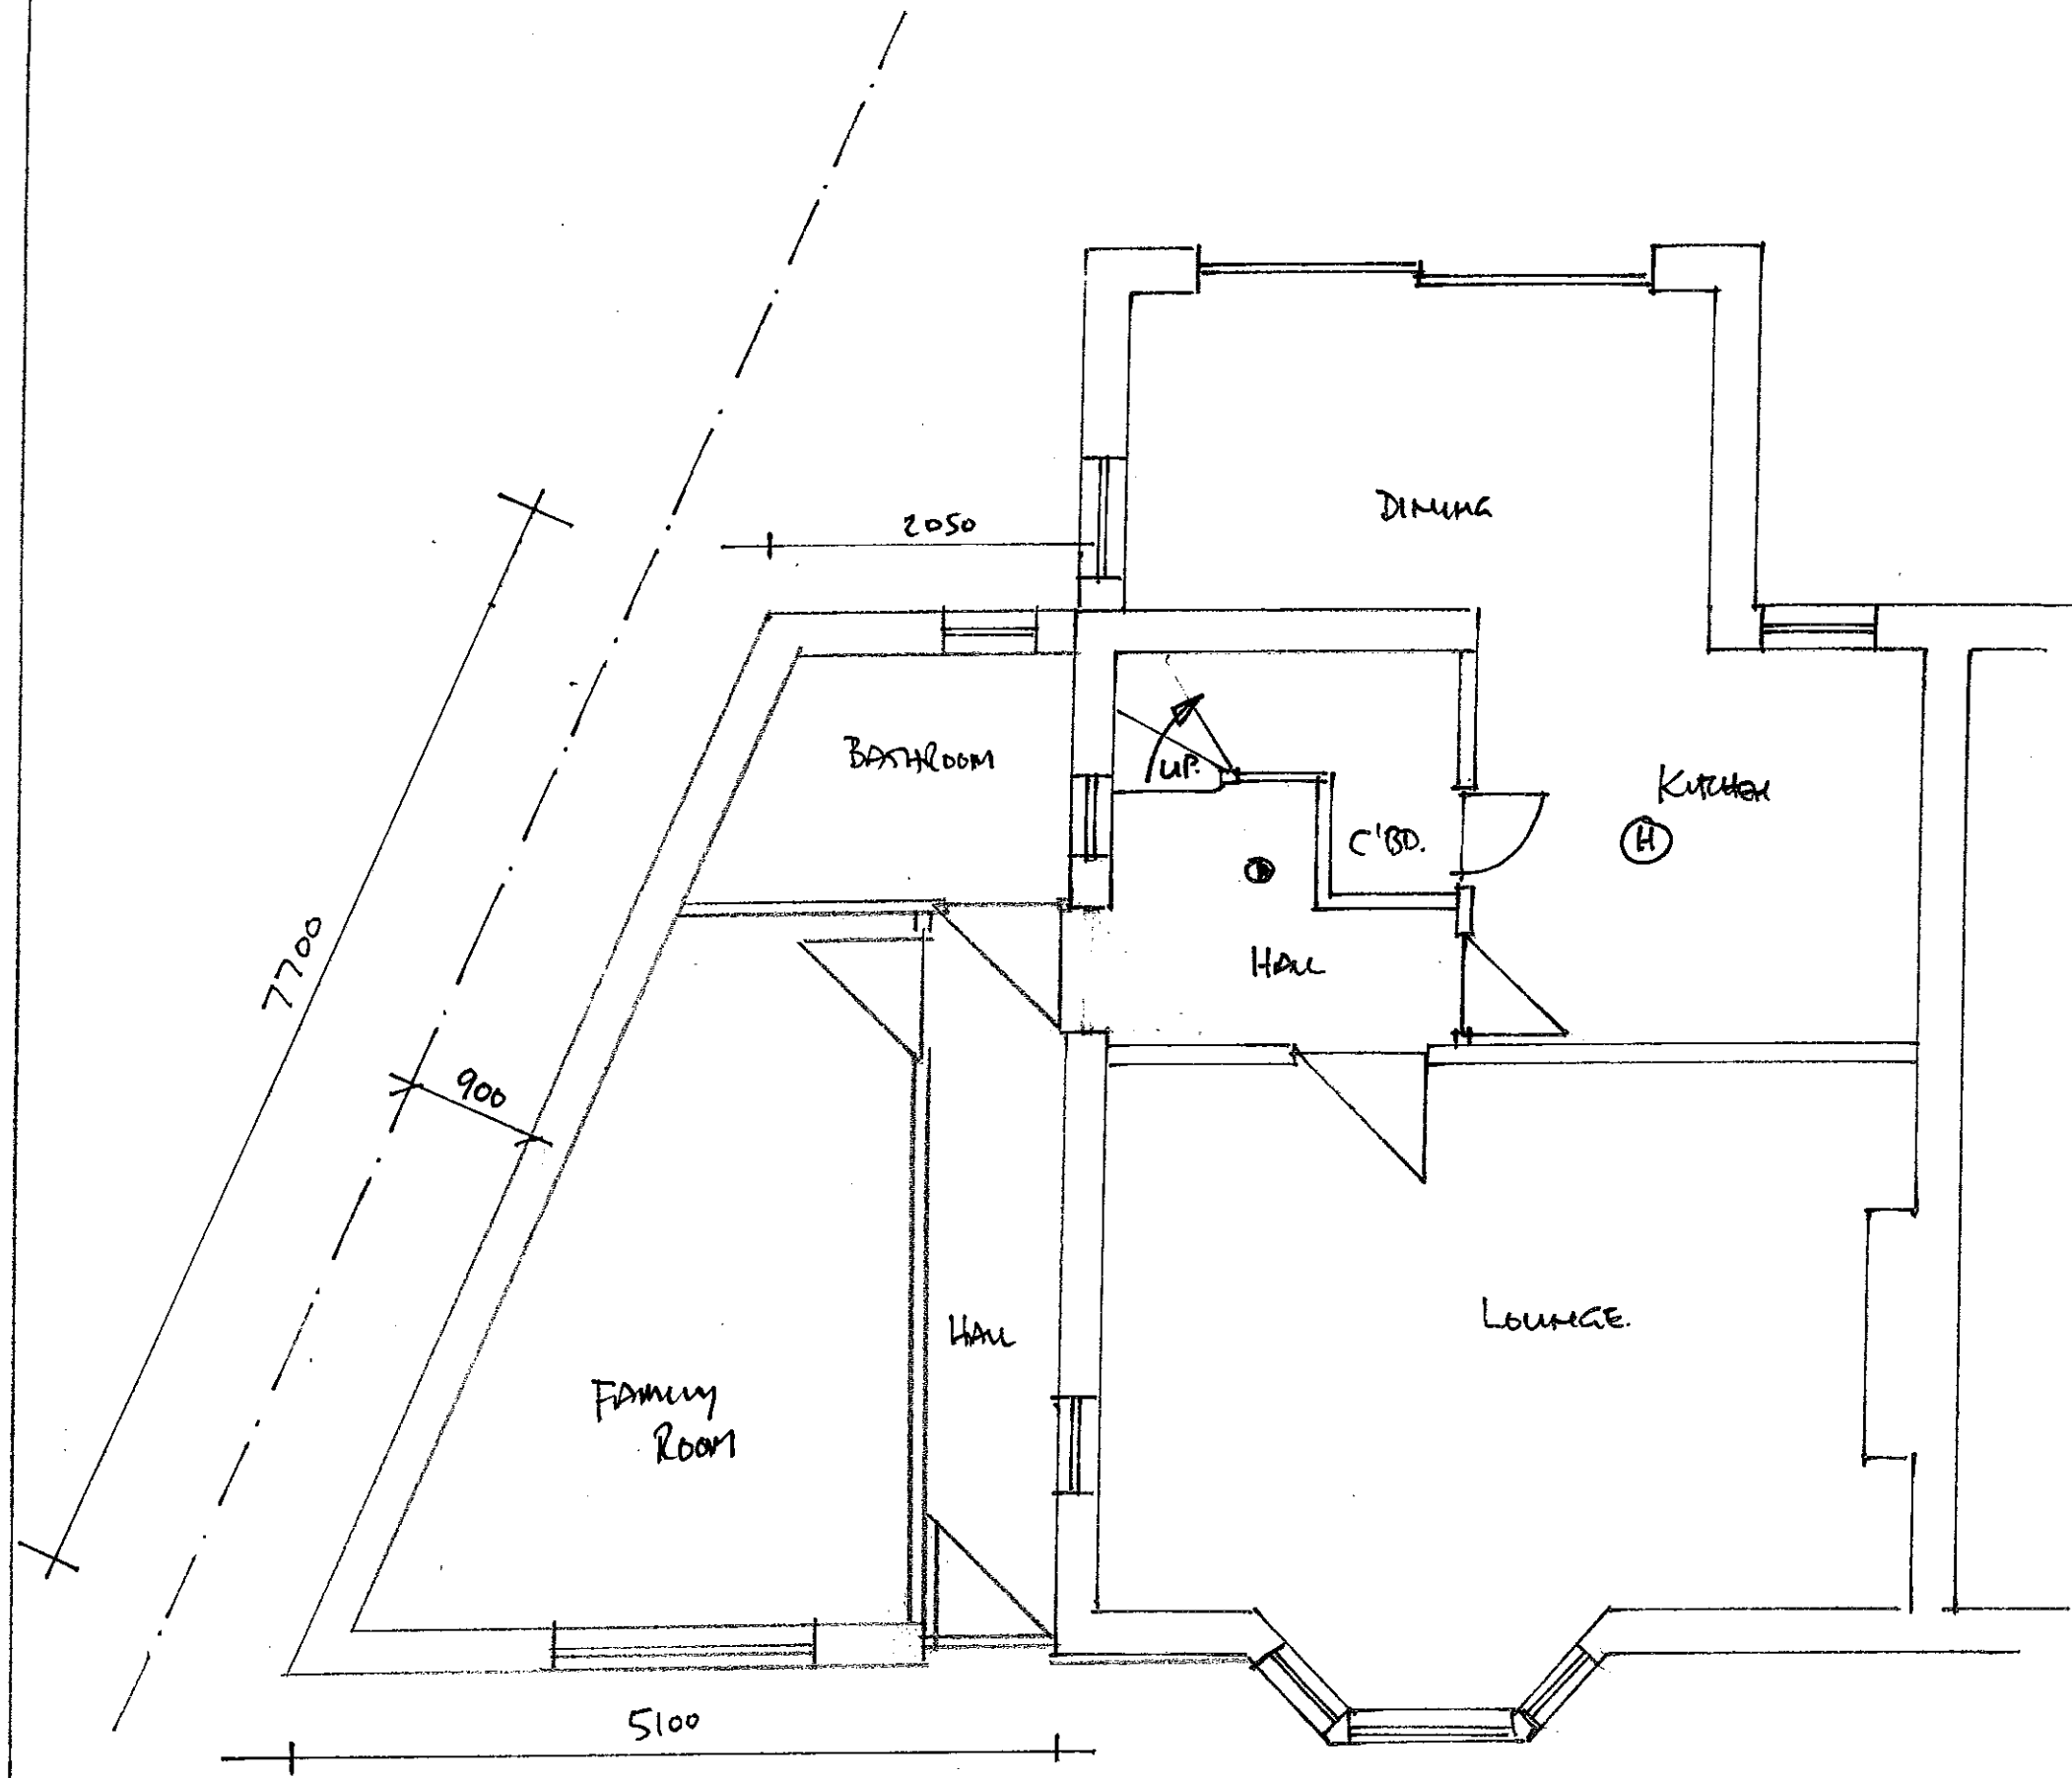 2050
DINING
BATHROOM
UP.
KITCHEN
H
C'BD.
HALL
7700
900
HALL
LOUNGE.
FAMILY
ROOM
5100